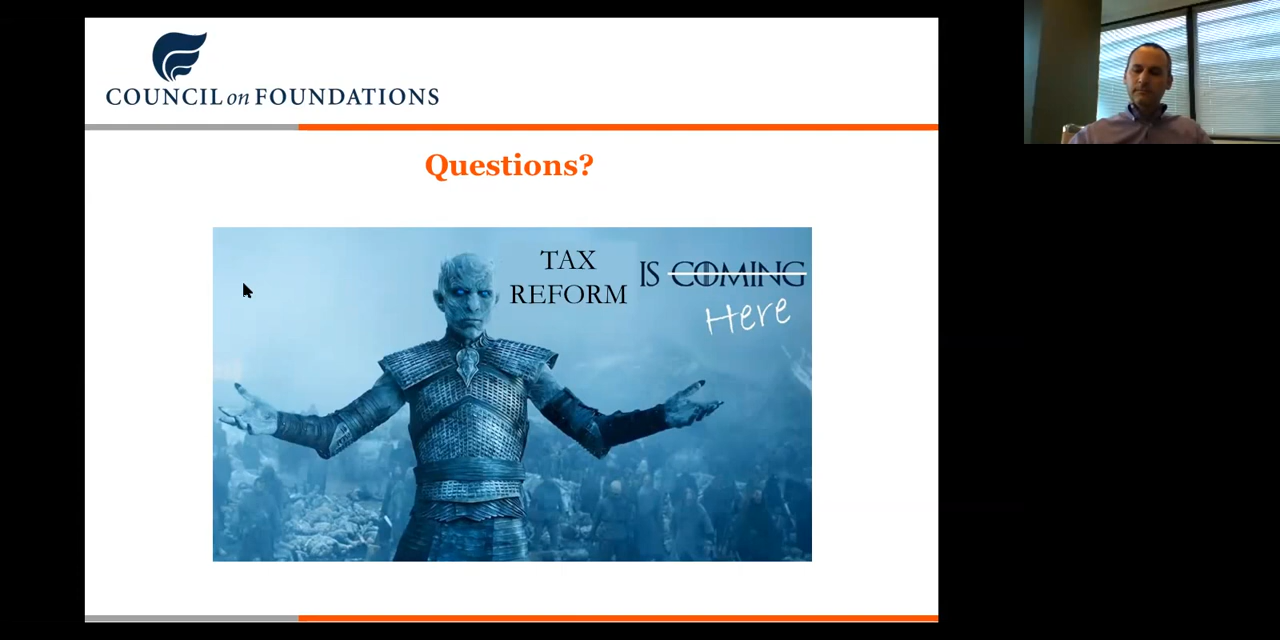 COUNCIL on FOUNDATIONS
Questions?
TAX
REFORM
IS COMING
Here